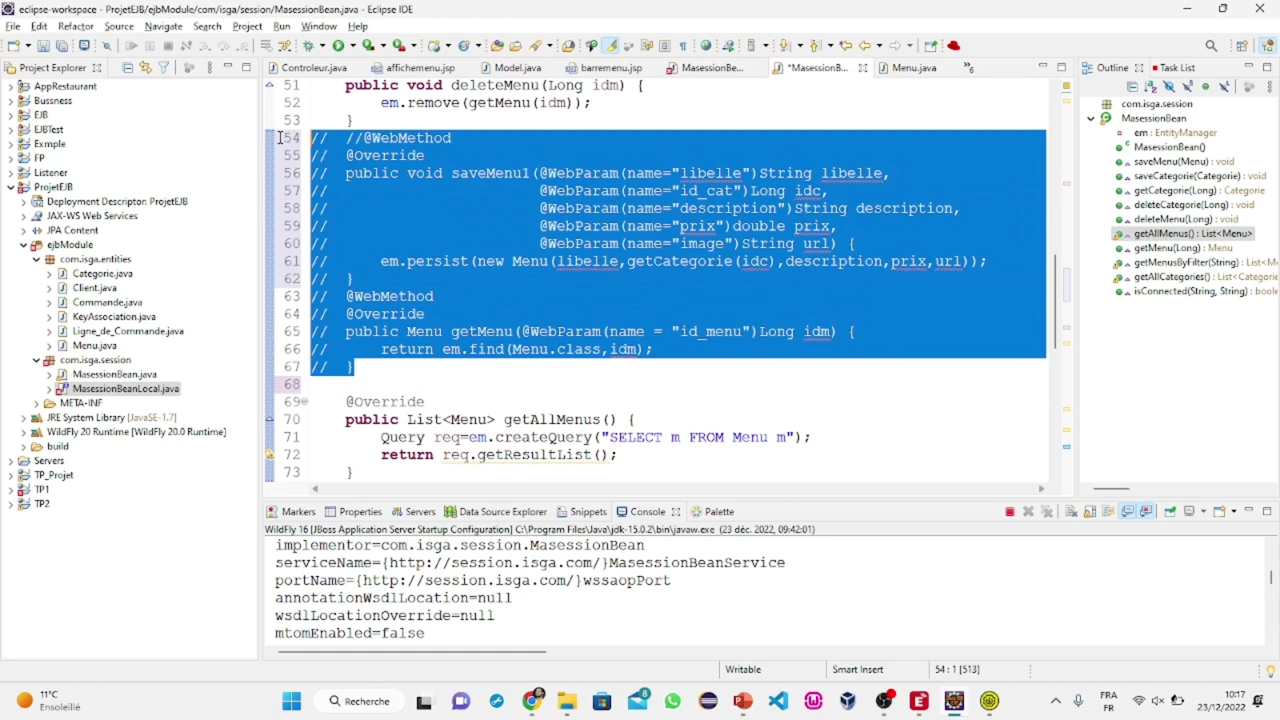 eclipse-workspace - ProjetEJB/ejbModule/com/isga/session/MasessionBean.java - Eclipse IDE
File Edit Refactor Source Navigate Search Project Run Window Help
Project Explorer
AppRestaurant
Bussness
EJB
EJBTest
Exmple
FP
Listener
ProjetEJB
Deployment Descriptor: ProjetEJB
JAX-WS Web Services
JPA Content
ejbModule
com.isga.entities
Categorie.java
Client.java
Commande.java
KeyAssociation.java
Ligne_de_Commande.java
Menu.java
com.isga.session
MasessionBean.java
MasessionBeanLocal.java
META-INF
JRE System Library [JavaSE-1.7]
WildFly 20 Runtime [WildFly 20.0 Runtime]
build
Servers
TP_Projet
TP1
TP2
Controleur.java affichemenu.jsp Model.java barremenu.jsp MasessionBe... *MasessionB... Menu.java
51 public void deleteMenu(Long idm) {
52 em.remove(getMenu(idm));
53 }
54 // //@WebMethod
55 // @Override
56 // public void saveMenu1(@WebParam(name="libelle")String libelle,
57 // @WebParam(name="id_cat")Long idc,
58 // @WebParam(name="description")String description,
59 // @WebParam(name="prix")double prix,
60 // @WebParam(name="image")String url) {
61 // em.persist(new Menu(libelle,getCategorie(idc),description,prix,url));
62 // }
63 // @WebMethod
64 // @Override
65 // public Menu getMenu(@WebParam(name = "id_menu")Long idm) {
66 // return em.find(Menu.class,idm);
67 // }
68
69 @Override
70 public List<Menu> getAllMenus() {
71 Query req=em.createQuery("SELECT m FROM Menu m");
72 return req.getResultList();
73 }
Outline Task List
com.isga.session
MasessionBean
em : EntityManager
MasessionBean()
saveMenu(Menu) : void
saveCategorie(Categorie) : void
getCategorie(Long) : Categorie
deleteCategorie(Long) : void
deleteMenu(Long) : void
getAllMenus() : List<Menu>
getMenu(Long) : Menu
getMenusByFilter(String) : List<M
getAllCategories() : List<Categorie
isConnected(String, String) : boole
Markers Properties Servers Data Source Explorer Snippets Console Palette
WildFly 16 [JBoss Application Server Startup Configuration] C:\Program Files\Java\jdk-15.0.2\bin\javaw.exe (23 déc. 2022, 09:42:01)
implementor=com.isga.session.MasessionBean
serviceName={http://session.isga.com/}MasessionBeanService
portName={http://session.isga.com/}wssaopPort
annotationWsdlLocation=null
wsdlLocationOverride=null
mtomEnabled=false
Writable Smart Insert 54 : 1 [513]
11°C
Ensoleillé
Recherche
8
FRA
FR
10:17
23/12/2022